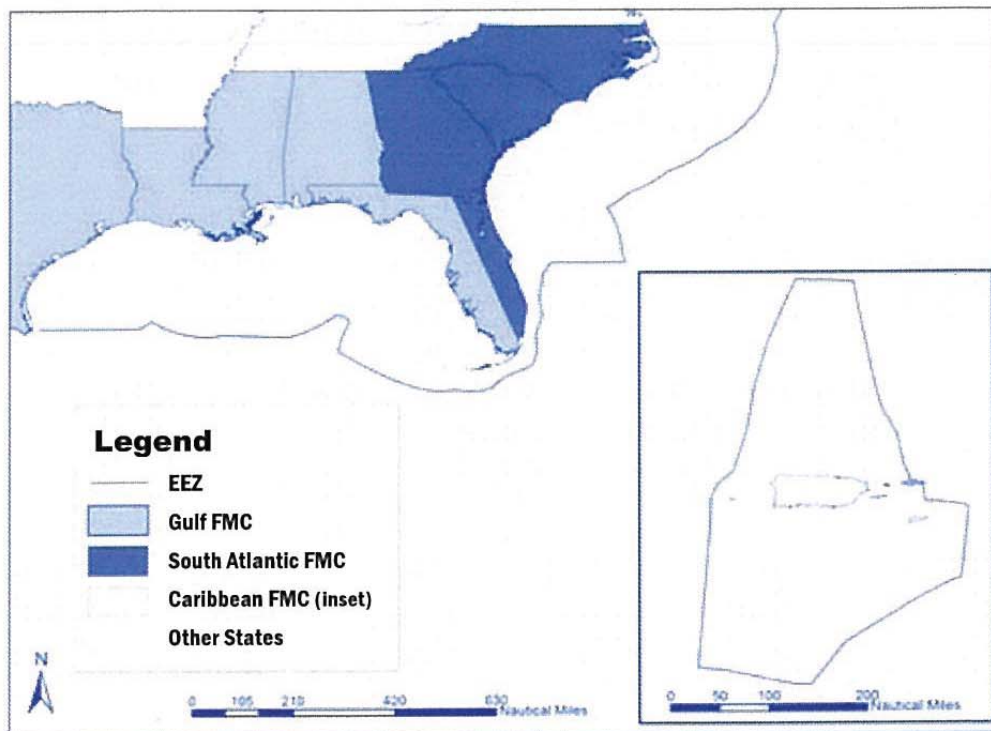 Legend
EEZ
Gulf FMC
South Atlantic FMC
Caribbean FMC (inset)
Other States
N
0 105 210 420 630
Nautical Miles
0 50 100 200
Nautical Miles